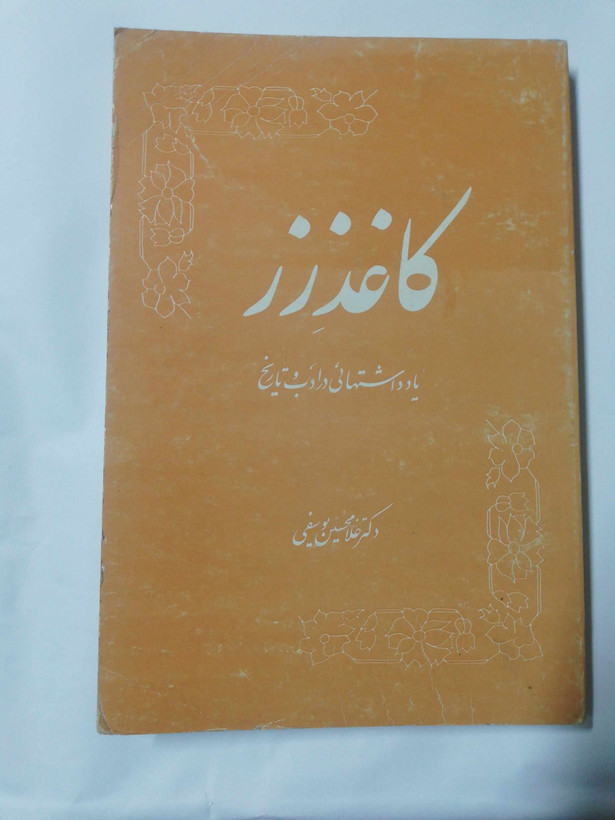 کاغذ زر
یادداشتهائی در ادب و تاریخ
دکتر غلامحسین یوسفی